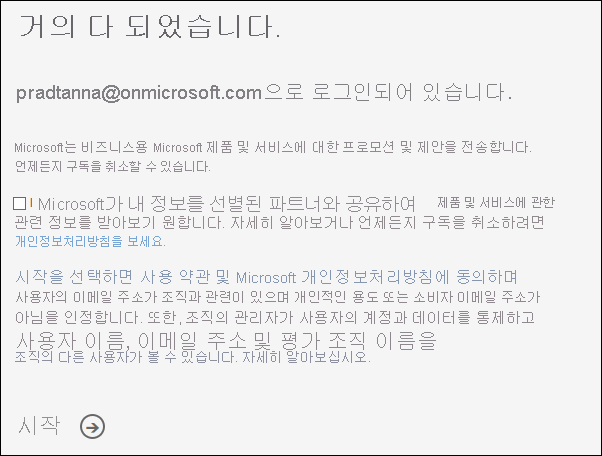 거의 다 되었습니다.
pradtanna@onmicrosoft.com으로 로그인되어 있습니다.
Microsoft는 비즈니스용 Microsoft 제품 및 서비스에 대한 프로모션 및 제안을 전송합니다.
언제든지 구독을 취소할 수 있습니다.
Microsoft가 내 정보를 선별된 파트너와 공유하여 제품 및 서비스에 관한
관련 정보를 받아보기 원합니다. 자세히 알아보거나 언제든지 구독을 취소하려면
개인정보처리방침을 보세요.
시작을 선택하면 사용 약관 및 Microsoft 개인정보처리방침에 동의하며
사용자의 이메일 주소가 조직과 관련이 있으며 개인적인 용도 또는 소비자 이메일 주소가
아님을 인정합니다. 또한, 조직의 관리자가 사용자의 계정과 데이터를 통제하고
사용자 이름, 이메일 주소 및 평가 조직 이름을
조직의 다른 사용자가 볼 수 있습니다. 자세히 알아보십시오.
시작